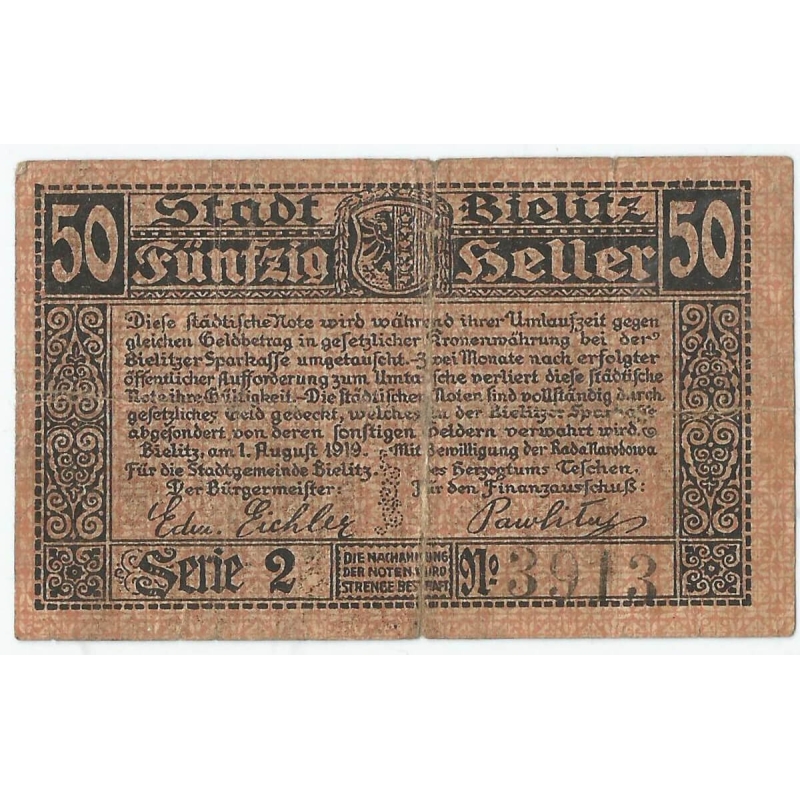 50 Stadt Bielitz 50
Fünfzig Heller
Diese städtische Note wird während ihrer Umlaufzeit gegen
gleichen Geldbetrag in gesetzlicher Kronenwährung bei der
Bielitzer Sparkasse umgetauscht.-Zwei Monate nach erfolgter
öffentlicher Aufforderung zum Umtausche verliert diese städtische
Note ihre Gültigkeit.-Die städtischen Noten sind vollständig durch
gesetzliches Geld gedeckt, welches in der Bielitzer Sparkasse
abgesondert, von deren sonstigen Geldern verwahrt wird.
Bielitz, am 1. August 1919. Mit Bewilligung der Rada Narodowa
Für die Stadtgemeinde Bielitz. des Herzogtums Teschen.
Der Bürgermeister: Für den Finanzausschuß:
Edm. Eichler
Serie 2
DIE NACHAHMUNG
DER NOTEN WIRD
STRENGE BESTRAFT
No 3913